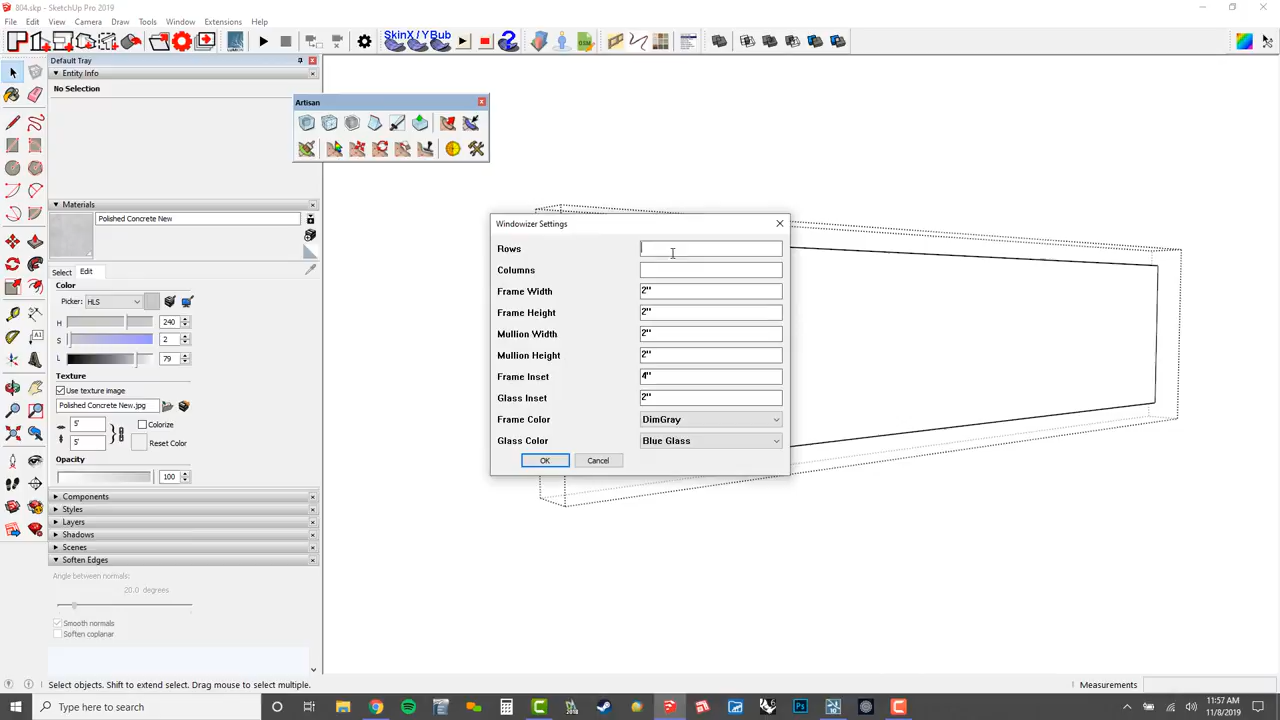 804.skp - SketchUp Pro 2019
File Edit View Camera Draw Tools Window Extensions Help
SkinX / YBub
Default Tray
Entity Info
No Selection
Artisan
Materials
Polished Concrete New
Select Edit
Color
Picker: HLS
H 240
S 2
L 79
Texture
Use texture image
Polished Concrete New.jpg
5' Colorize
5' Reset Color
Opacity
100
Components
Styles
Layers
Shadows
Scenes
Soften Edges
Angle between normals:
20.0 degrees
Smooth normals
Soften coplanar
Windowizer Settings
Rows
Columns
Frame Width 2"
Frame Height 2"
Mullion Width 2"
Mullion Height 2"
Frame Inset 4"
Glass Inset 2"
Frame Color DimGray
Glass Color Blue Glass
OK Cancel
Select objects. Shift to extend select. Drag mouse to select multiple.
Measurements
Type here to search
11:57 AM
11/8/2019